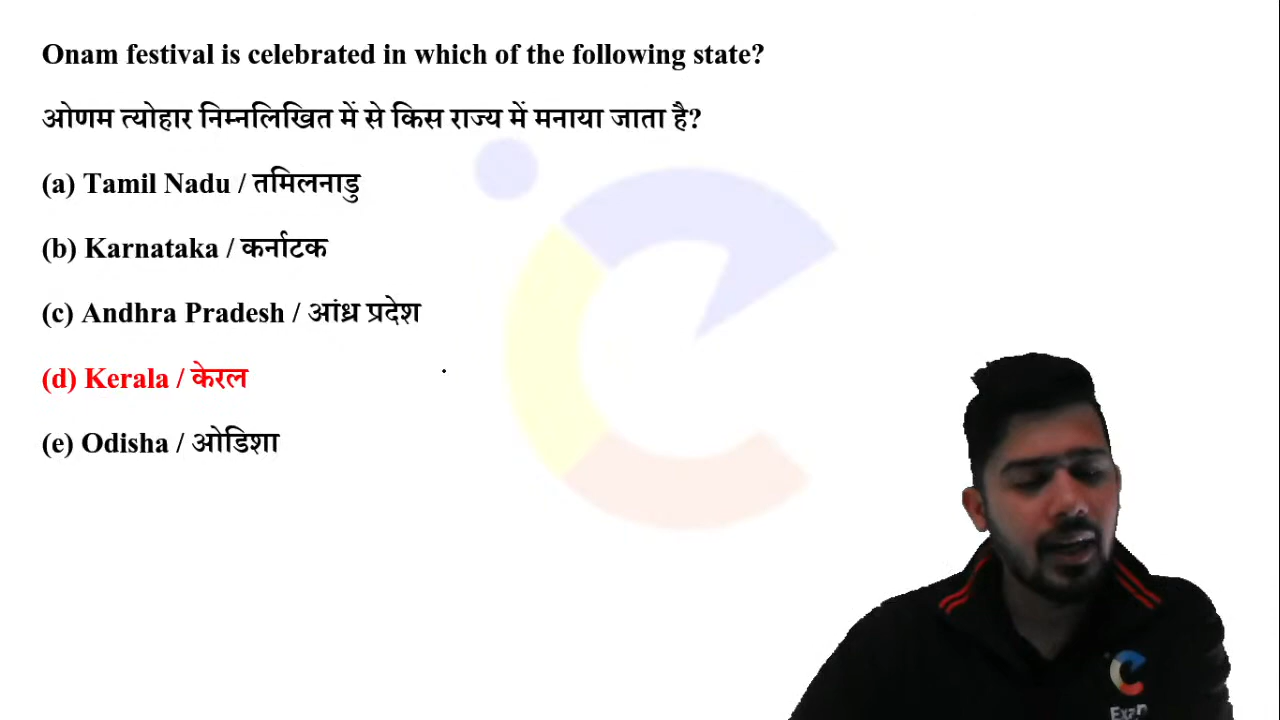 Onam festival is celebrated in which of the following state?
ओणम त्योहार निम्नलिखित में से किस राज्य में मनाया जाता है?
(a) Tamil Nadu / तमिलनाडु
(b) Karnataka / कर्नाटक
(c) Andhra Pradesh / आंध्र प्रदेश
(d) Kerala / केरल
(e) Odisha / ओडिशा